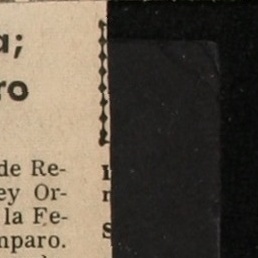 a;
ro
de Re-
ey Or-
la Fe-
mparo.